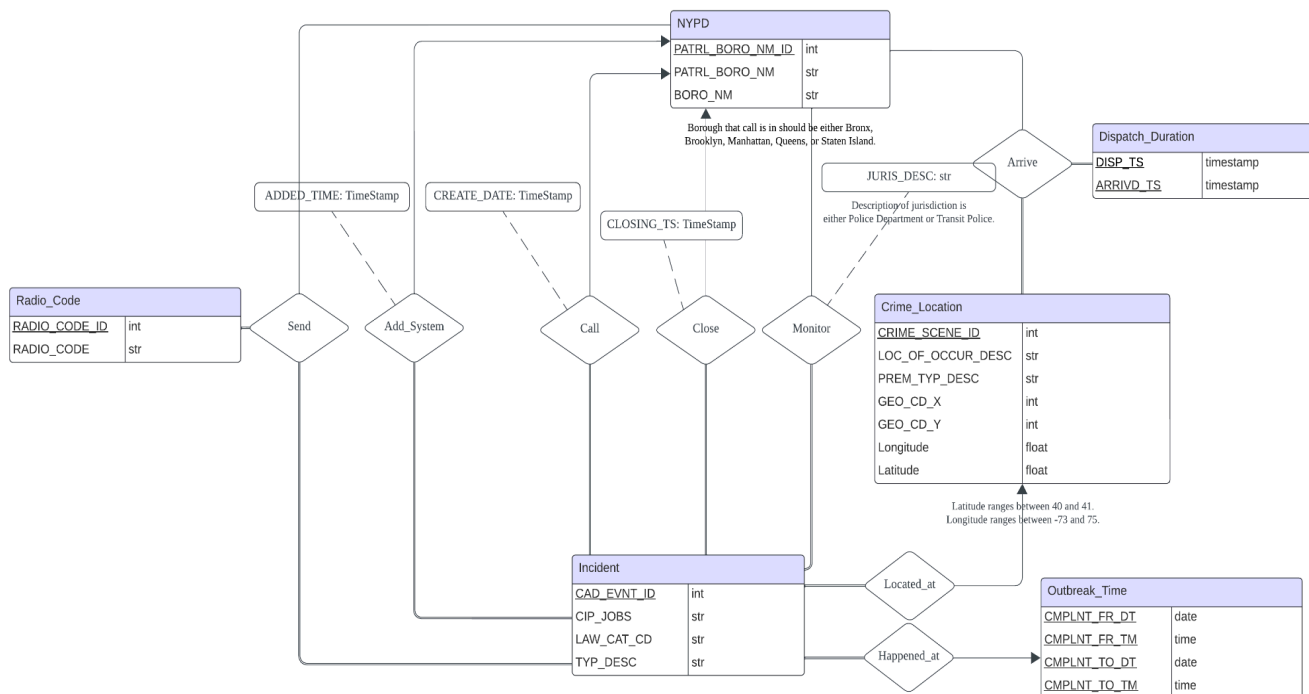 NYPD
PATRL_BORO_NM_ID int
PATRL_BORO_NM str
BORO_NM str
Borough that call is in should be either Bronx,
Brooklyn, Manhattan, Queens, or Staten Island.
Dispatch_Duration
DISP_TS timestamp
ARRIVD_TS timestamp
Arrive
JURIS_DESC: str
Description of jurisdiction is
either Police Department or Transit Police.
ADDED_TIME: TimeStamp
CREATE_DATE: TimeStamp
CLOSING_TS: TimeStamp
Radio_Code
RADIO_CODE_ID int
RADIO_CODE str
Send
Add_System
Call
Close
Monitor
Crime_Location
CRIME_SCENE_ID int
LOC_OF_OCCUR_DESC str
PREM_TYP_DESC str
GEO_CD_X int
GEO_CD_Y int
Longitude float
Latitude float
Latitude ranges between 40 and 41.
Longitude ranges between -73 and 75.
Incident
CAD_EVNT_ID int
CIP_JOBS str
LAW_CAT_CD str
TYP_DESC str
Located_at
Happened_at
Outbreak_Time
CMPLNT_FR_DT date
CMPLNT_FR_TM time
CMPLNT_TO_DT date
CMPLNT_TO_TM time